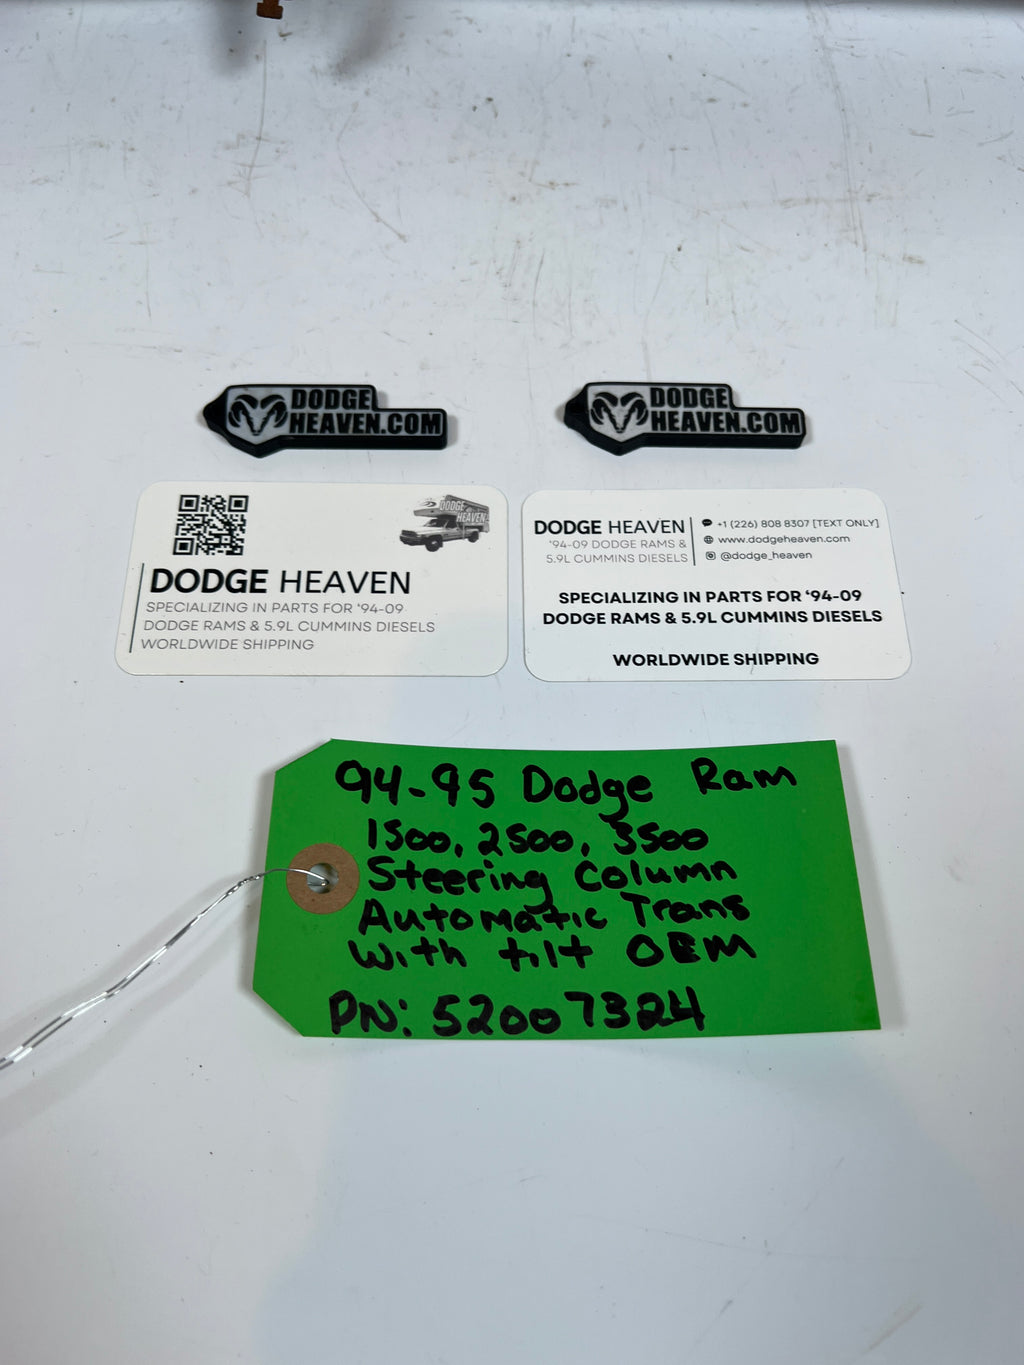 DODGE
HEAVEN.COM
DODGE
HEAVEN.COM
DODGE
HEAVEN
DODGE HEAVEN
SPECIALIZING IN PARTS FOR ‘94-09
DODGE RAMS & 5.9L CUMMINS DIESELS
WORLDWIDE SHIPPING
DODGE HEAVEN
‘94-09 DODGE RAMS &
5.9L CUMMINS DIESELS
+1 (226) 808 8307 [TEXT ONLY]
www.dodgeheaven.com
@dodge_heaven
SPECIALIZING IN PARTS FOR ‘94-09
DODGE RAMS & 5.9L CUMMINS DIESELS
WORLDWIDE SHIPPING
94-95 Dodge Ram
1500, 2500, 3500
Steering Column
Automatic Trans
With tilt OEM
PN: 52007324